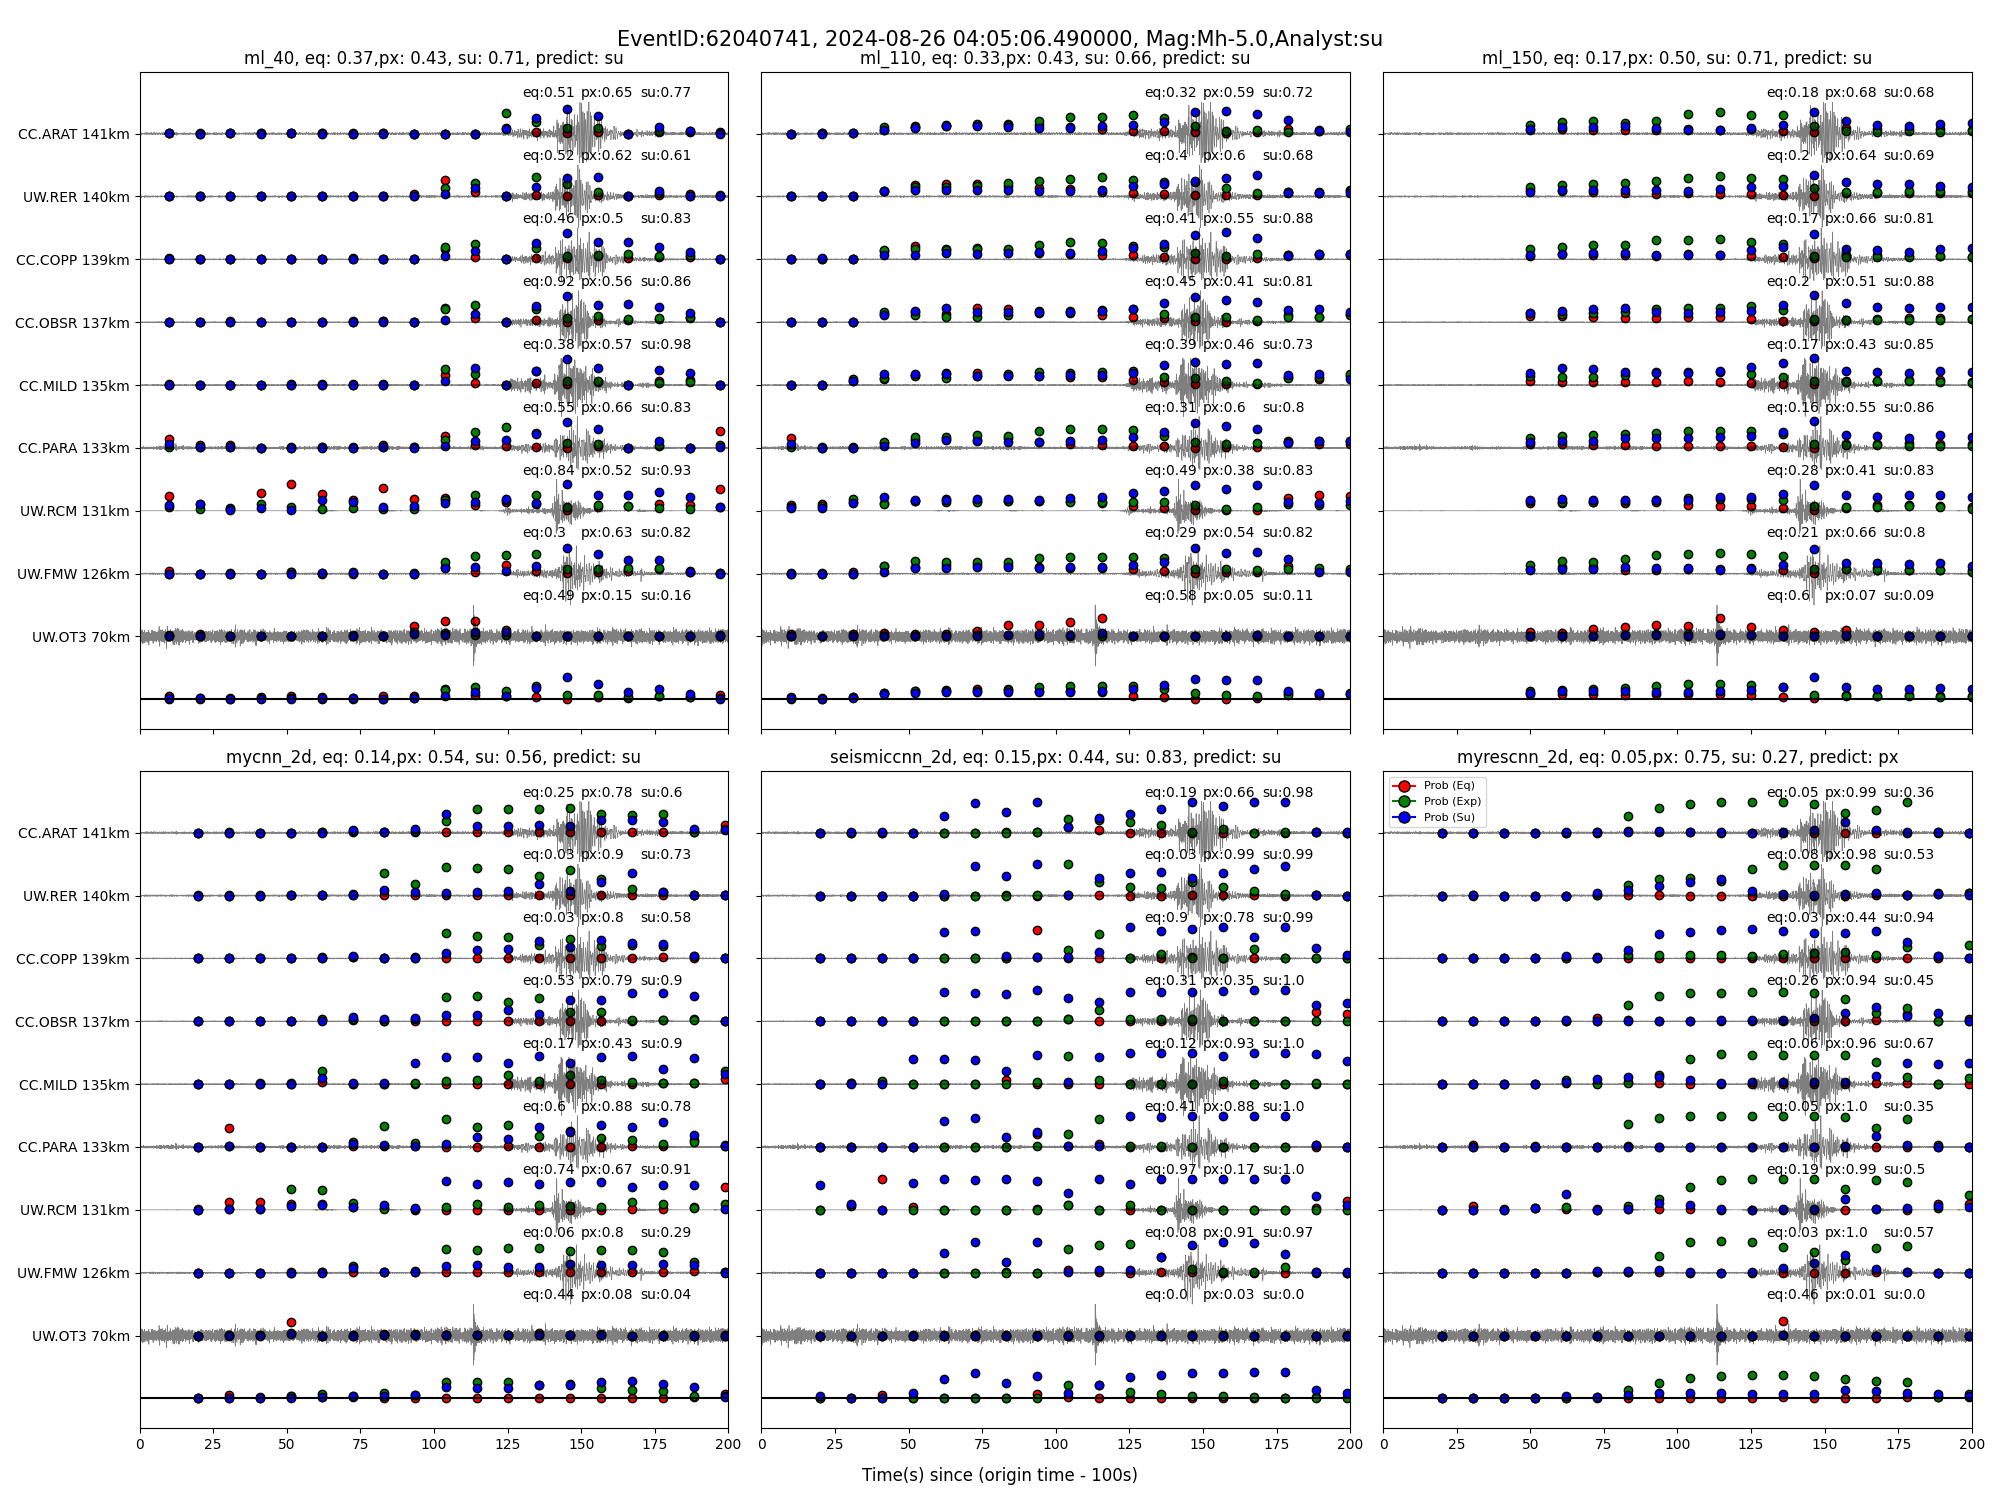 EventID:62040741, 2024-08-26 04:05:06.490000, Mag:Mh-5.0,Analyst:su
ml_40, eq: 0.37,px: 0.43, su: 0.71, predict: su
CC.ARAT 141km
eq:0.51 px:0.65 su:0.77
UW.RER 140km
eq:0.52 px:0.62 su:0.61
CC.COPP 139km
eq:0.46 px:0.5 su:0.83
CC.OBSR 137km
eq:0.92 px:0.56 su:0.86
CC.MILD 135km
eq:0.38 px:0.57 su:0.98
CC.PARA 133km
eq:0.55 px:0.66 su:0.83
UW.RCM 131km
eq:0.84 px:0.52 su:0.93
UW.FMW 126km
eq:0.3 px:0.63 su:0.82
UW.OT3 70km
eq:0.49 px:0.15 su:0.16
ml_110, eq: 0.33,px: 0.43, su: 0.66, predict: su
eq:0.32 px:0.59 su:0.72
eq:0.4 px:0.6 su:0.68
eq:0.41 px:0.55 su:0.88
eq:0.45 px:0.41 su:0.81
eq:0.39 px:0.46 su:0.73
eq:0.31 px:0.6 su:0.8
eq:0.49 px:0.38 su:0.83
eq:0.29 px:0.54 su:0.82
eq:0.58 px:0.05 su:0.11
ml_150, eq: 0.17,px: 0.50, su: 0.71, predict: su
eq:0.18 px:0.68 su:0.68
eq:0.2 px:0.64 su:0.69
eq:0.17 px:0.66 su:0.81
eq:0.2 px:0.51 su:0.88
eq:0.17 px:0.43 su:0.85
eq:0.16 px:0.55 su:0.86
eq:0.28 px:0.41 su:0.83
eq:0.21 px:0.66 su:0.8
eq:0.6 px:0.07 su:0.09
mycnn_2d, eq: 0.14,px: 0.54, su: 0.56, predict: su
CC.ARAT 141km
eq:0.25 px:0.78 su:0.6
UW.RER 140km
eq:0.03 px:0.9 su:0.73
CC.COPP 139km
eq:0.03 px:0.8 su:0.58
CC.OBSR 137km
eq:0.53 px:0.79 su:0.9
CC.MILD 135km
eq:0.17 px:0.43 su:0.9
CC.PARA 133km
eq:0.6 px:0.88 su:0.78
UW.RCM 131km
eq:0.74 px:0.67 su:0.91
UW.FMW 126km
eq:0.06 px:0.8 su:0.29
UW.OT3 70km
eq:0.44 px:0.08 su:0.04
0 25 50 75 100 125 150 175 200
seismiccnn_2d, eq: 0.15,px: 0.44, su: 0.83, predict: su
eq:0.19 px:0.66 su:0.98
eq:0.03 px:0.99 su:0.99
eq:0.9 px:0.78 su:0.99
eq:0.31 px:0.35 su:1.0
eq:0.12 px:0.93 su:1.0
eq:0.41 px:0.88 su:1.0
eq:0.97 px:0.17 su:1.0
eq:0.08 px:0.91 su:0.97
eq:0.0 px:0.03 su:0.0
0 25 50 75 100 125 150 175 200
myrescnn_2d, eq: 0.05,px: 0.75, su: 0.27, predict: px
Prob (Eq)
Prob (Exp)
Prob (Su)
eq:0.05 px:0.99 su:0.36
eq:0.08 px:0.98 su:0.53
eq:0.03 px:0.44 su:0.94
eq:0.26 px:0.94 su:0.45
eq:0.06 px:0.96 su:0.67
eq:0.05 px:1.0 su:0.35
eq:0.19 px:0.99 su:0.5
eq:0.03 px:1.0 su:0.57
eq:0.46 px:0.01 su:0.0
0 25 50 75 100 125 150 175 200
Time(s) since (origin time - 100s)